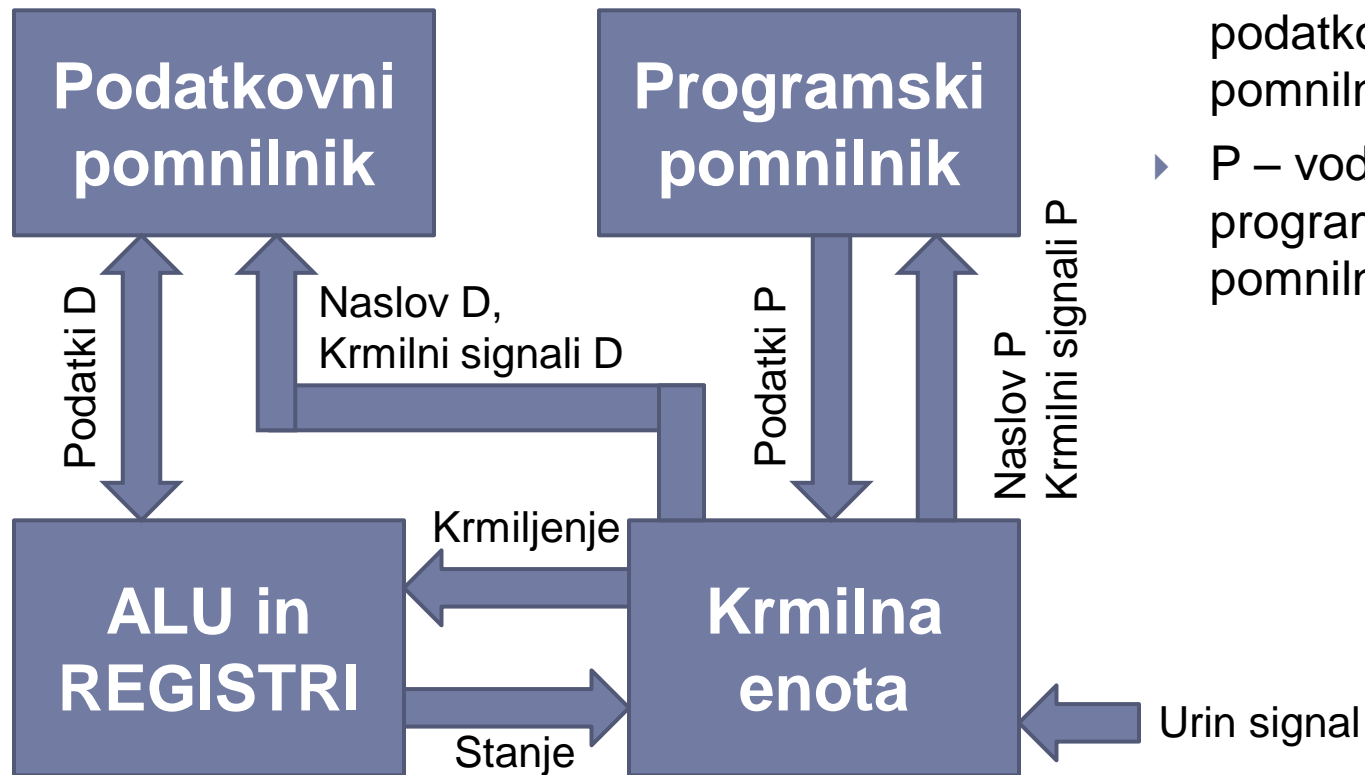 Podatkovni
pomnilnik
Programski
pomnilnik
P –
Podatki D
Naslov D,
Krmilni signali D
Podatki P
Naslov P
Krmilni signali P
Krmiljenje
ALU in
REGISTRI
Krmilna
enota
Stanje
Urin signal